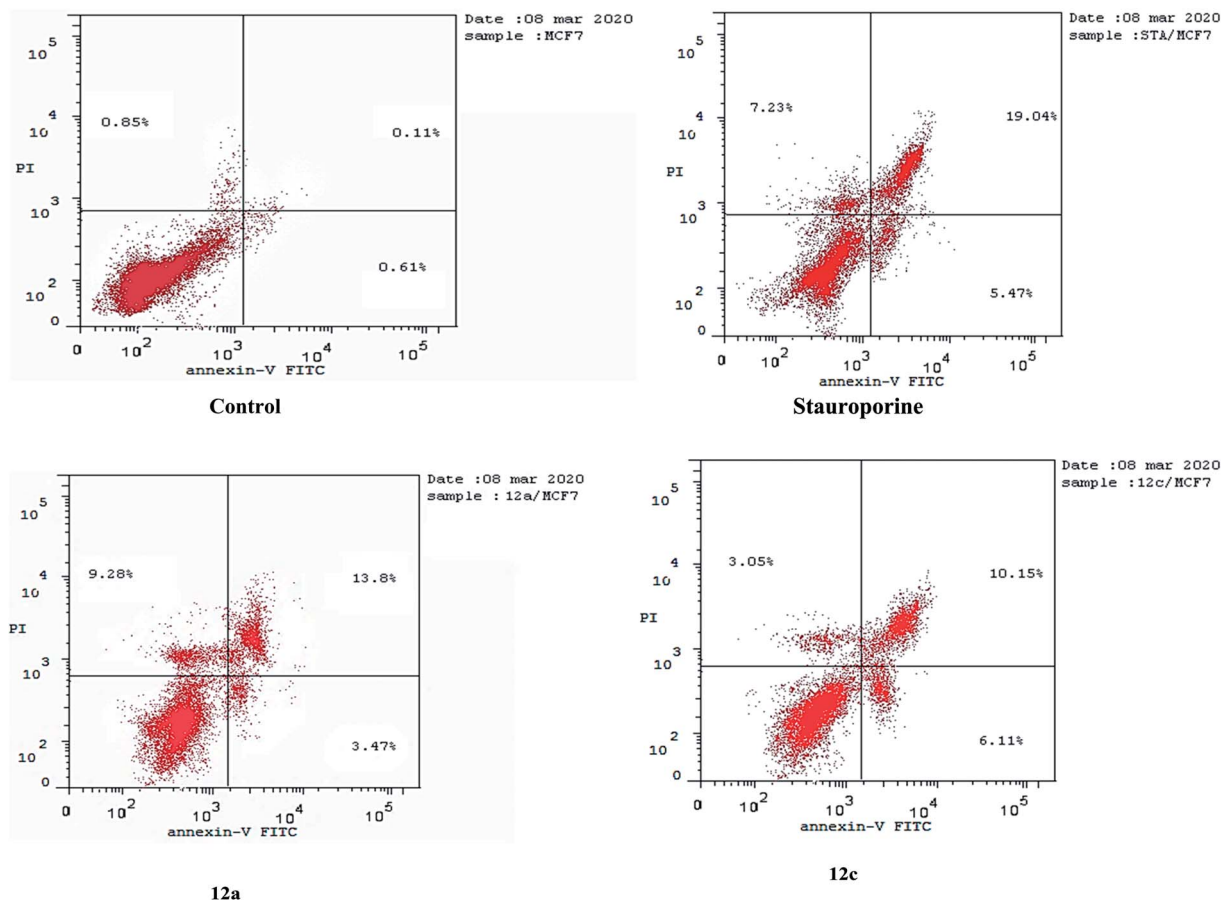 Date :08 mar 2020
sample :MCF7
10 5
0.85%
10 4
0.11%
PI
10 3
0.61%
10 2
0
0 10 2 10 3 10 4 10 5
annexin-V FITC
Control
Date :08 mar 2020
sample :STA/MCF7
10 5
7.23%
10 4
19.04%
PI
10 3
5.47%
10 2
0
0 10 2 10 3 10 4 10 5
annexin-V FITC
Stauroporine
Date :08 mar 2020
sample : 12a/MCF7
10 5
9.28%
10 4
13.8%
PI
10 3
3.47%
10 2
0
0 10 2 10 3 10 4 10 5
annexin-V FITC
12a
Date :08 mar 2020
sample :12c/MCF7
10 5
3.05%
10 4
10.15%
PI
10 3
6.11%
10 2
0
0 10 2 10 3 10 4 10 5
annexin-V FITC
12c